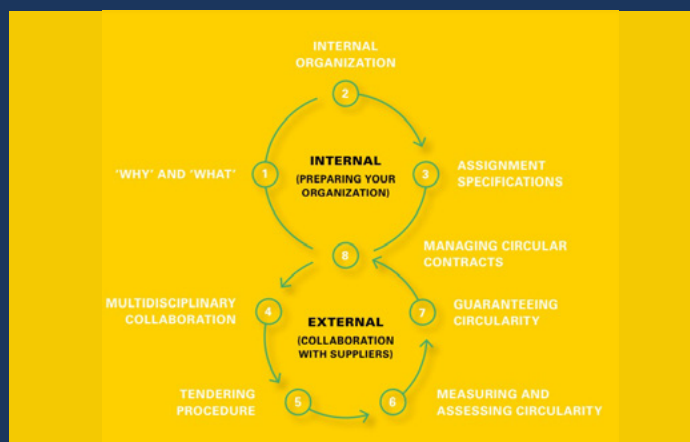 INTERNAL
ORGANIZATION
2
'WHY' AND 'WHAT'
1
INTERNAL
(PREPARING YOUR
ORGANIZATION)
3
ASSIGNMENT
SPECIFICATIONS
8
MANAGING CIRCULAR
CONTRACTS
MULTIDISCIPLINARY
COLLABORATION
4
EXTERNAL
(COLLABORATION
WITH SUPPLIERS)
7
GUARANTEEING
CIRCULARITY
TENDERING
PROCEDURE
5
6
MEASURING AND
ASSESSING CIRCULARITY